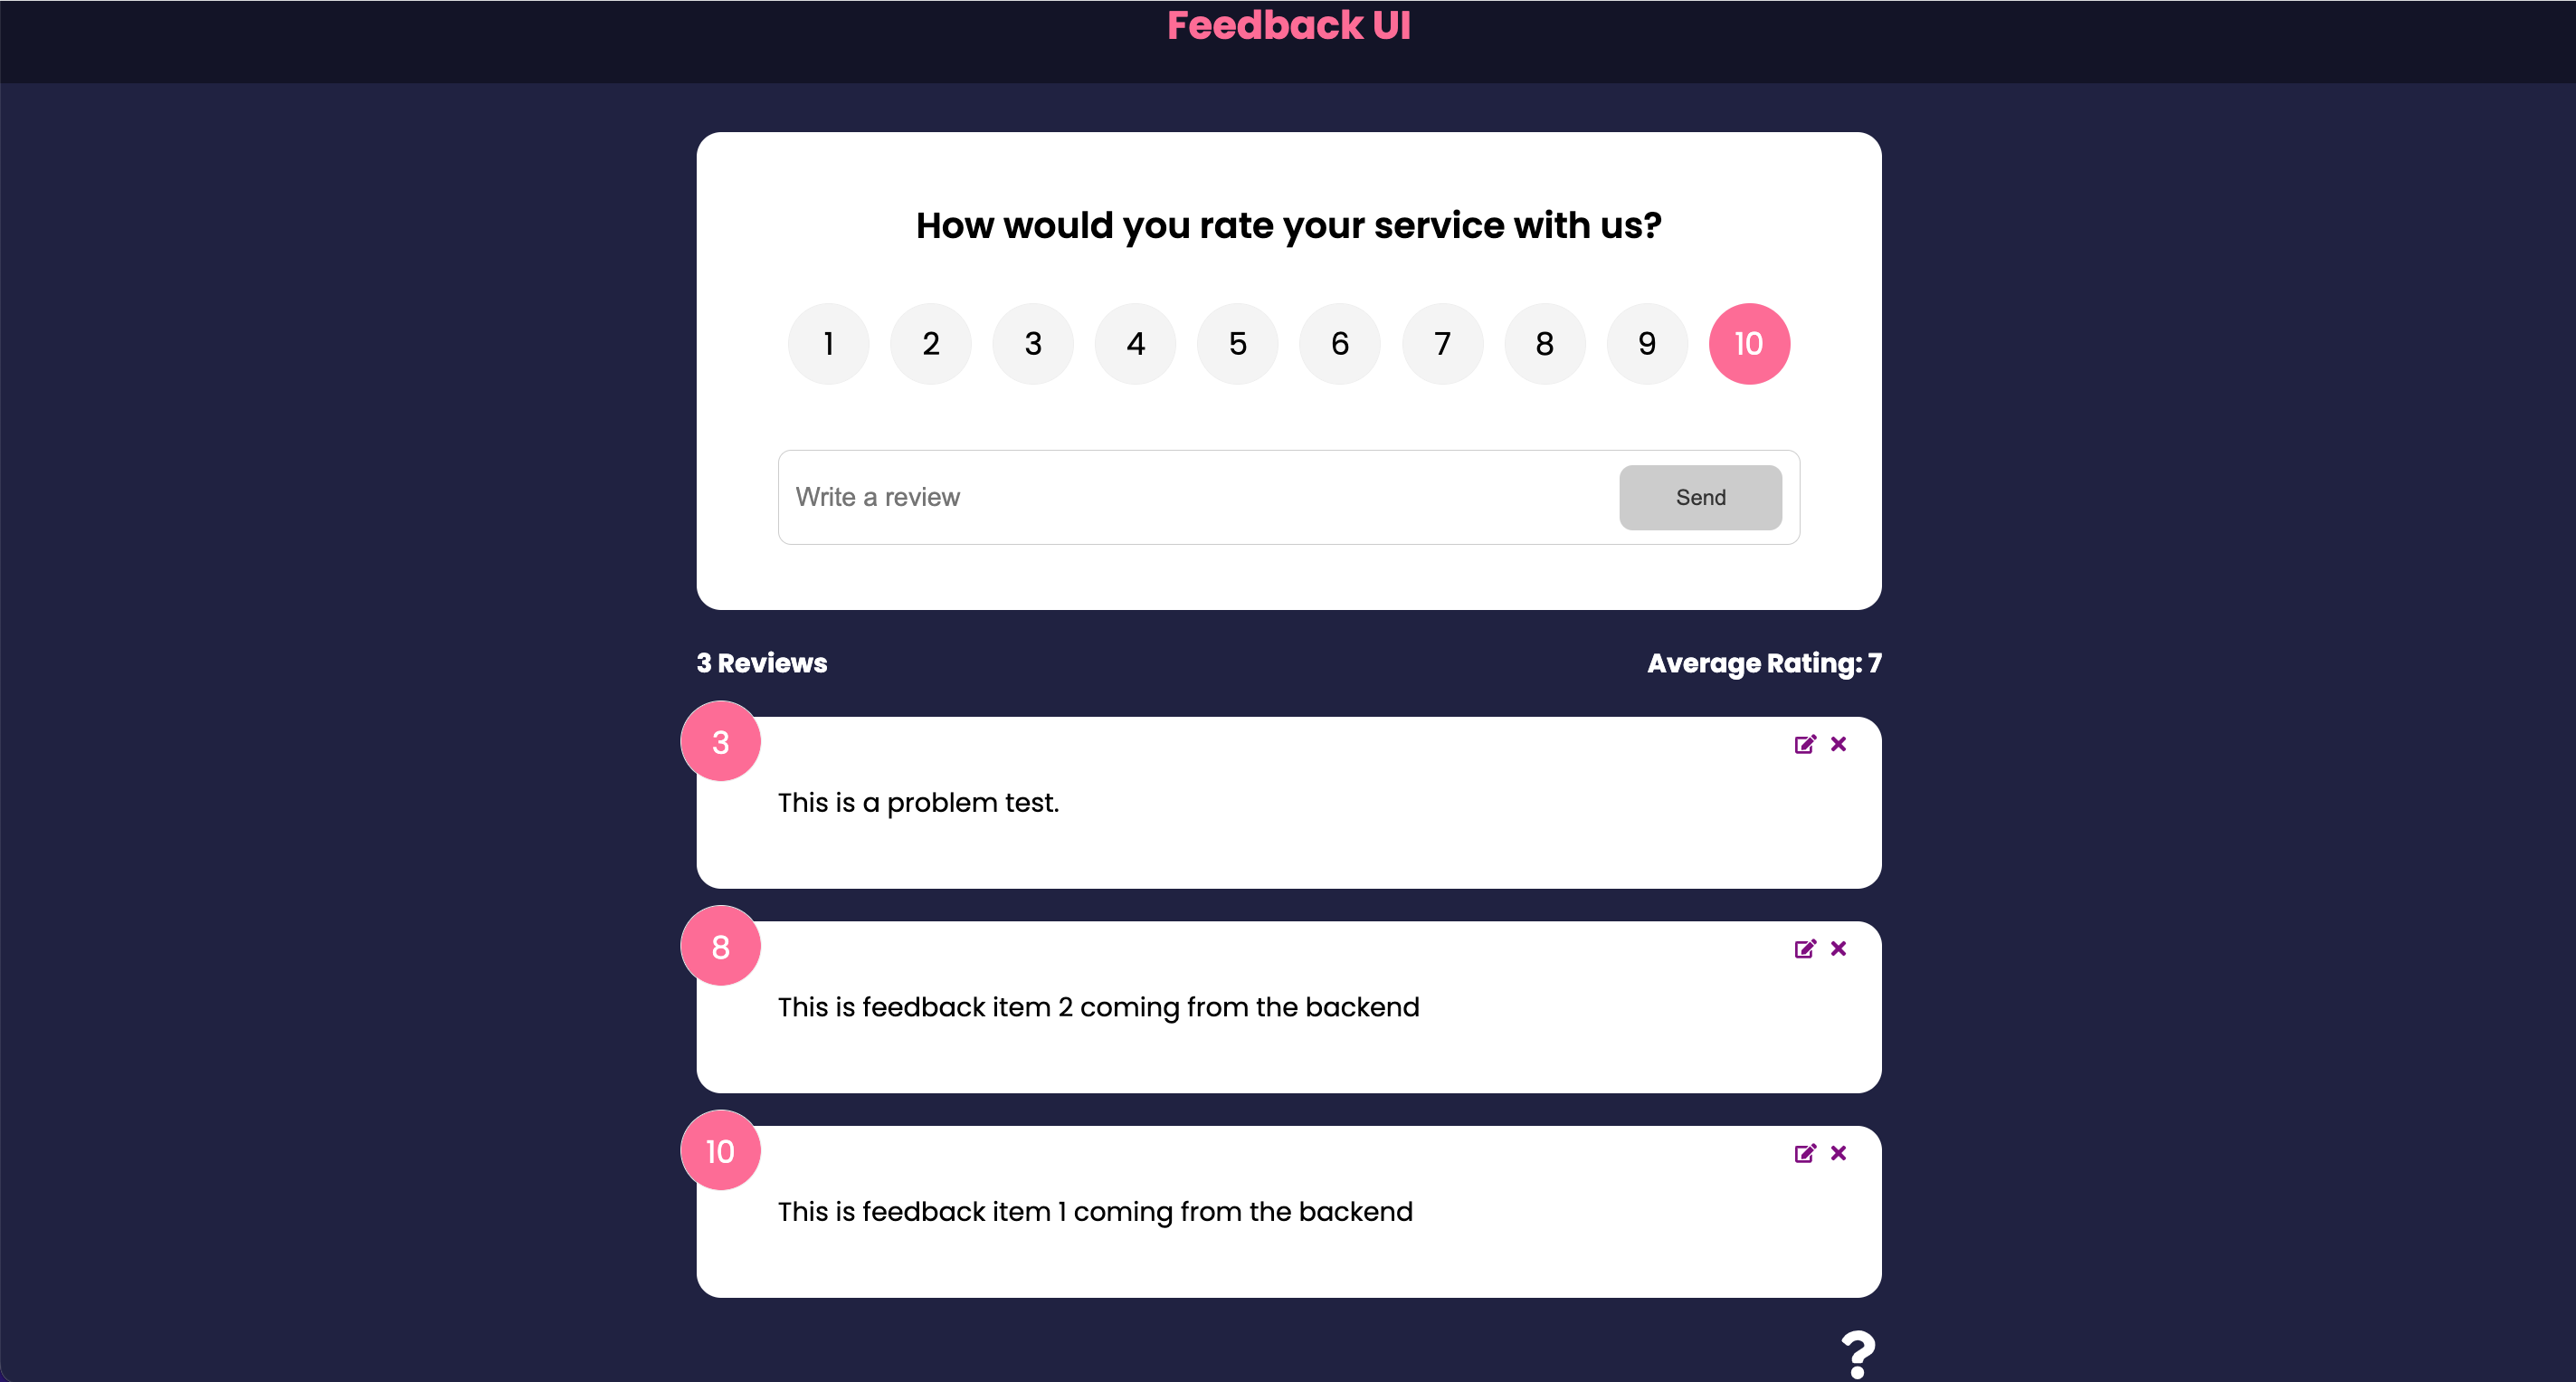 Feedback UI
How would you rate your service with us?
1 2 3 4 5 6 7 8 9 10
Write a review
Send
3 Reviews
Average Rating: 7
3
This is a problem test.
8
This is feedback item 2 coming from the backend
10
This is feedback item 1 coming from the backend
?